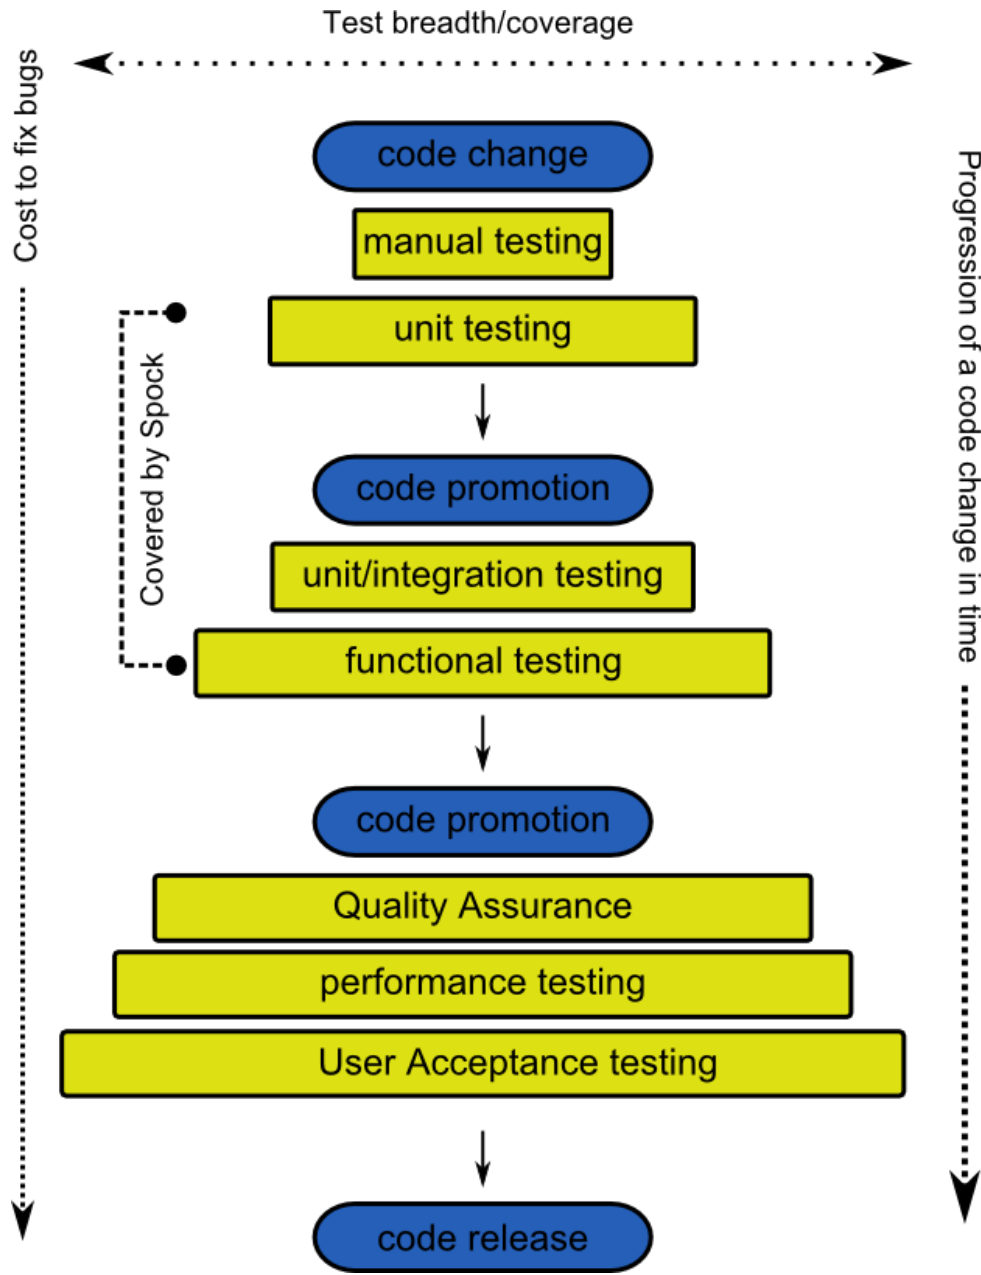 Test breadth/coverage
Cost to fix bugs
code change
manual testing
unit testing
Covered by Spock
code promotion
unit/integration testing
functional testing
Progression of a code change in time
code promotion
Quality Assurance
performance testing
User Acceptance testing
code release